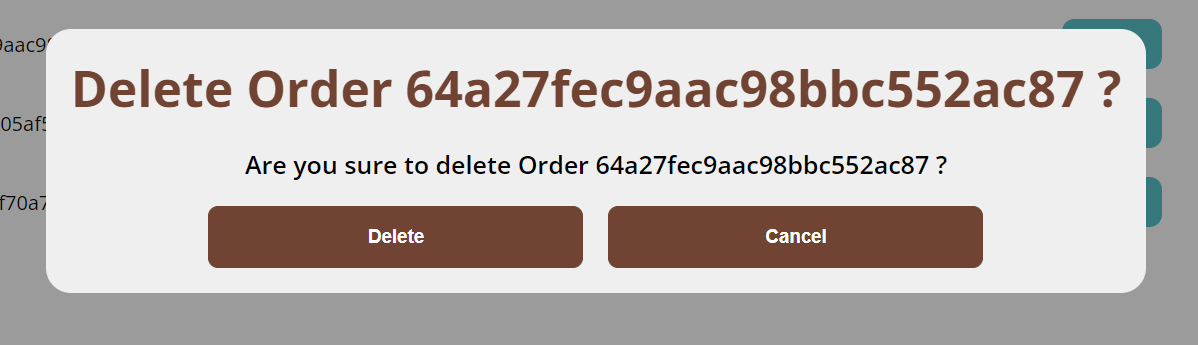 Delete Order 64a27fec9aac98bbc552ac87 ?
Are you sure to delete Order 64a27fec9aac98bbc552ac87 ?
Delete
Cancel